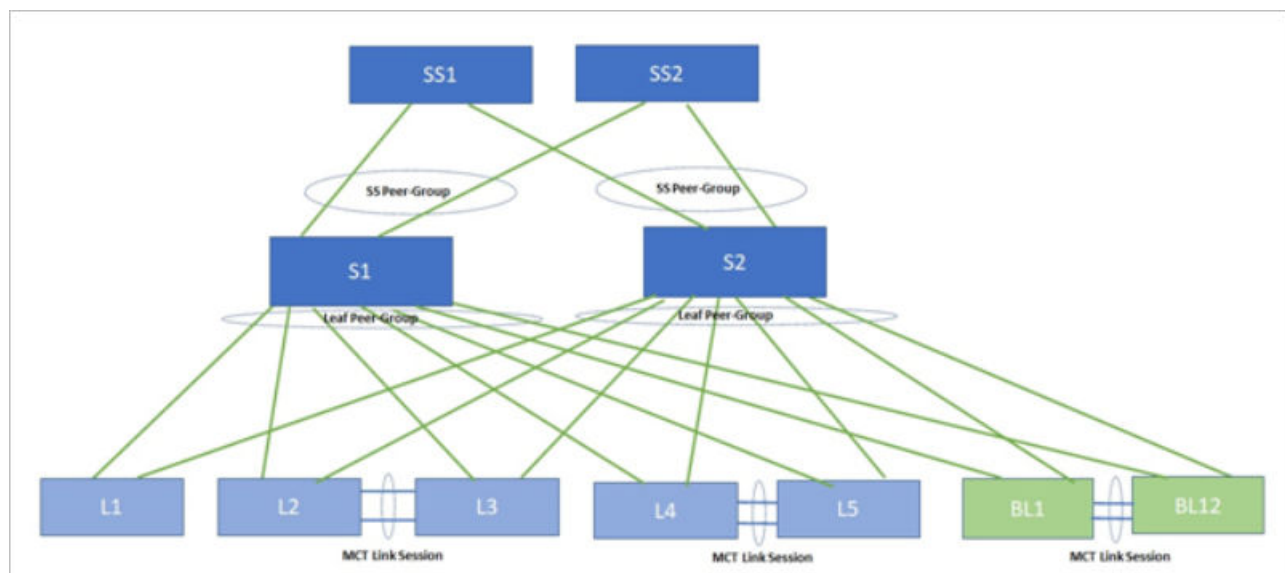 SS1
SS2
SS Peer-Group
SS Peer-Group
S1
S2
Leaf Peer-Group
Leaf Peer-Group
L1
L2
L3
L4
L5
BL1
BL12
MCT Link Session
MCT Link Session
MCT Link Session